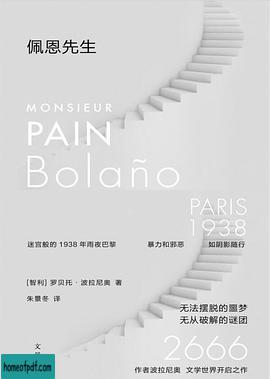 佩恩先生
MONSIEUR
PAIN
Bolaño
PARIS
1938
迷宫般的1938年雨夜巴黎 暴力和邪恶 如阴影随行
[智利] 罗贝托·波拉尼奥 著
朱景冬 译
无法摆脱的噩梦
无从破解的谜团
2666
作者波拉尼奥 文学世界开启之作
文
homeofpdf.com